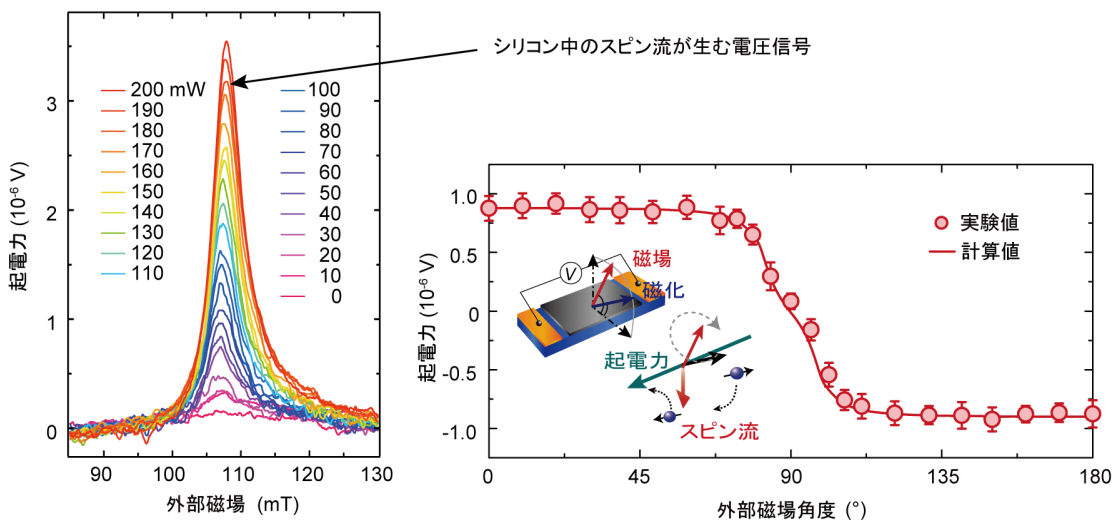 シリコン中のスピン流が生む電圧信号
3
2
1
0
起電力 (10⁻⁶ V)
200 mW
190
180
170
160
150
140
130
120
110
100
90
80
70
60
50
40
30
20
10
0
90 100 110 120 130
外部磁場 (mT)
1.0
0.5
0
-0.5
-1.0
起電力 (10⁻⁶ V)
実験値
計算値
V
磁場
磁化
起電力
スピン流
0 45 90 135 180
外部磁場角度 (°)